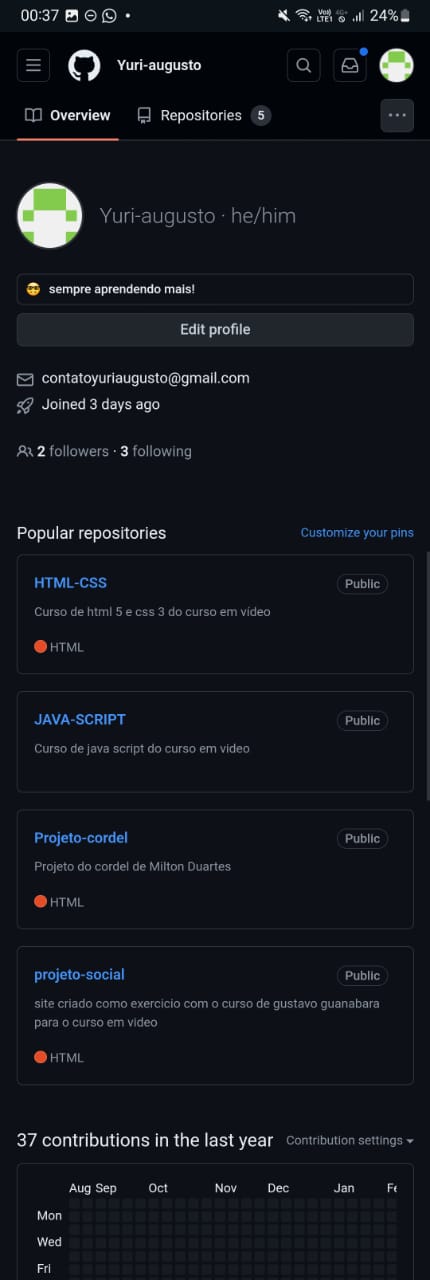 00:37
Vo) 4G+
LTE1
24%
Yuri-augusto
Overview
Repositories 5
Yuri-augusto · he/him
sempre aprendendo mais!
Edit profile
contatoyuriaugusto@gmail.com
Joined 3 days ago
2 followers · 3 following
Popular repositories
Customize your pins
HTML-CSS
Public
Curso de html 5 e css 3 do curso em vídeo
HTML
JAVA-SCRIPT
Public
Curso de java script do curso em video
Projeto-cordel
Public
Projeto do cordel de Milton Duartes
HTML
projeto-social
Public
site criado como exercicio com o curso de gustavo guanabara
para o curso em video
HTML
37 contributions in the last year
Contribution settings
Aug Sep Oct Nov Dec Jan Fe
Mon
Wed
Fri